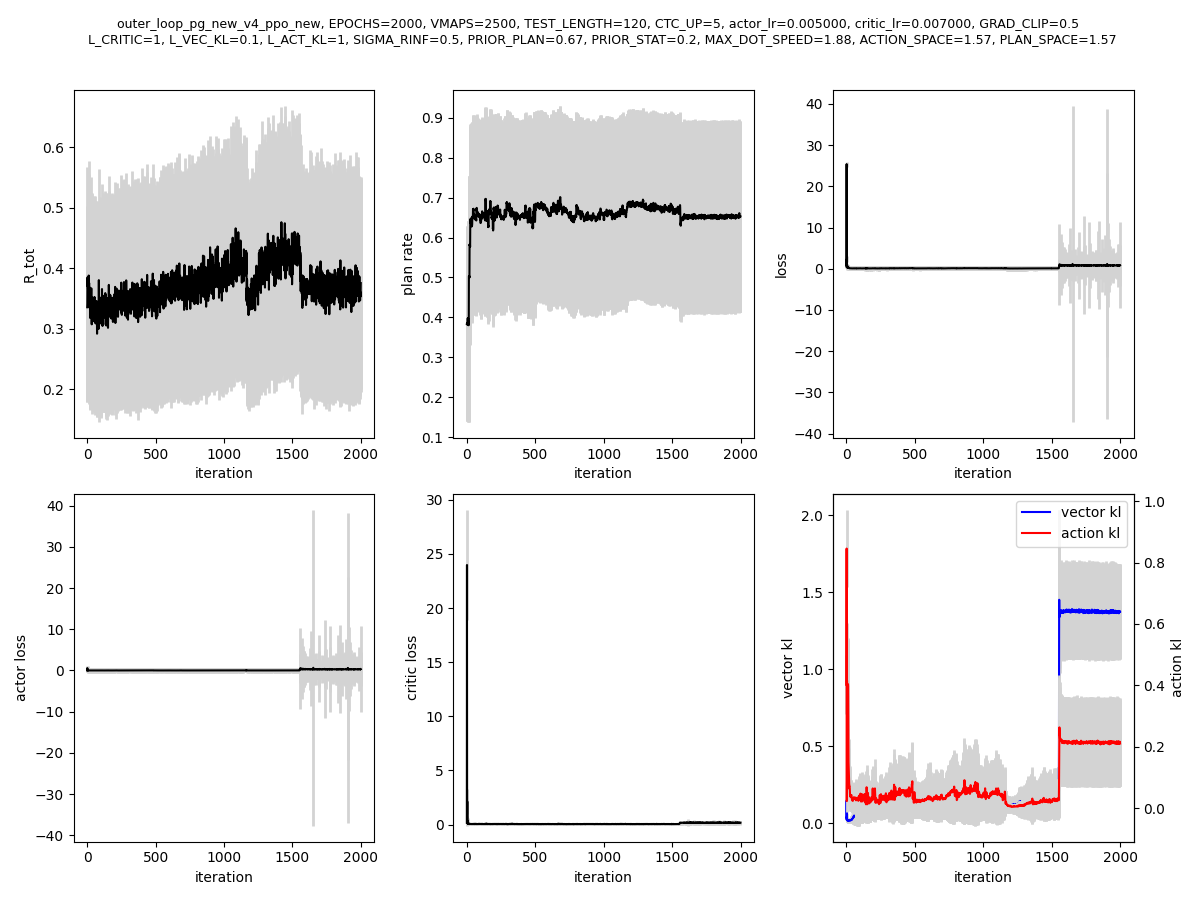 outer_loop_pg_new_v4_ppo_new, EPOCHS=2000, VMAPS=2500, TEST_LENGTH=120, CTC_UP=5, actor_lr=0.005000, critic_lr=0.007000, GRAD_CLIP=0.5
L_CRITIC=1, L_VEC_KL=0.1, L_ACT_KL=1, SIGMA_RINF=0.5, PRIOR_PLAN=0.67, PRIOR_STAT=0.2, MAX_DOT_SPEED=1.88, ACTION_SPACE=1.57, PLAN_SPACE=1.57
R_tot
0.6
0.5
0.4
0.3
0.2
0 500 1000 1500 2000
iteration
plan rate
0.9
0.8
0.7
0.6
0.5
0.4
0.3
0.2
0.1
0 500 1000 1500 2000
iteration
loss
40
30
20
10
0
−10
−20
−30
−40
0 500 1000 1500 2000
iteration
actor loss
40
30
20
10
0
−10
−20
−30
−40
0 500 1000 1500 2000
iteration
critic loss
30
25
20
15
10
5
0
0 500 1000 1500 2000
iteration
vector kl
2.0
1.5
1.0
0.5
0.0
0 500 1000 1500 2000
iteration
vector kl
action kl
1.0
0.8
0.6
0.4
0.2
0.0
action kl